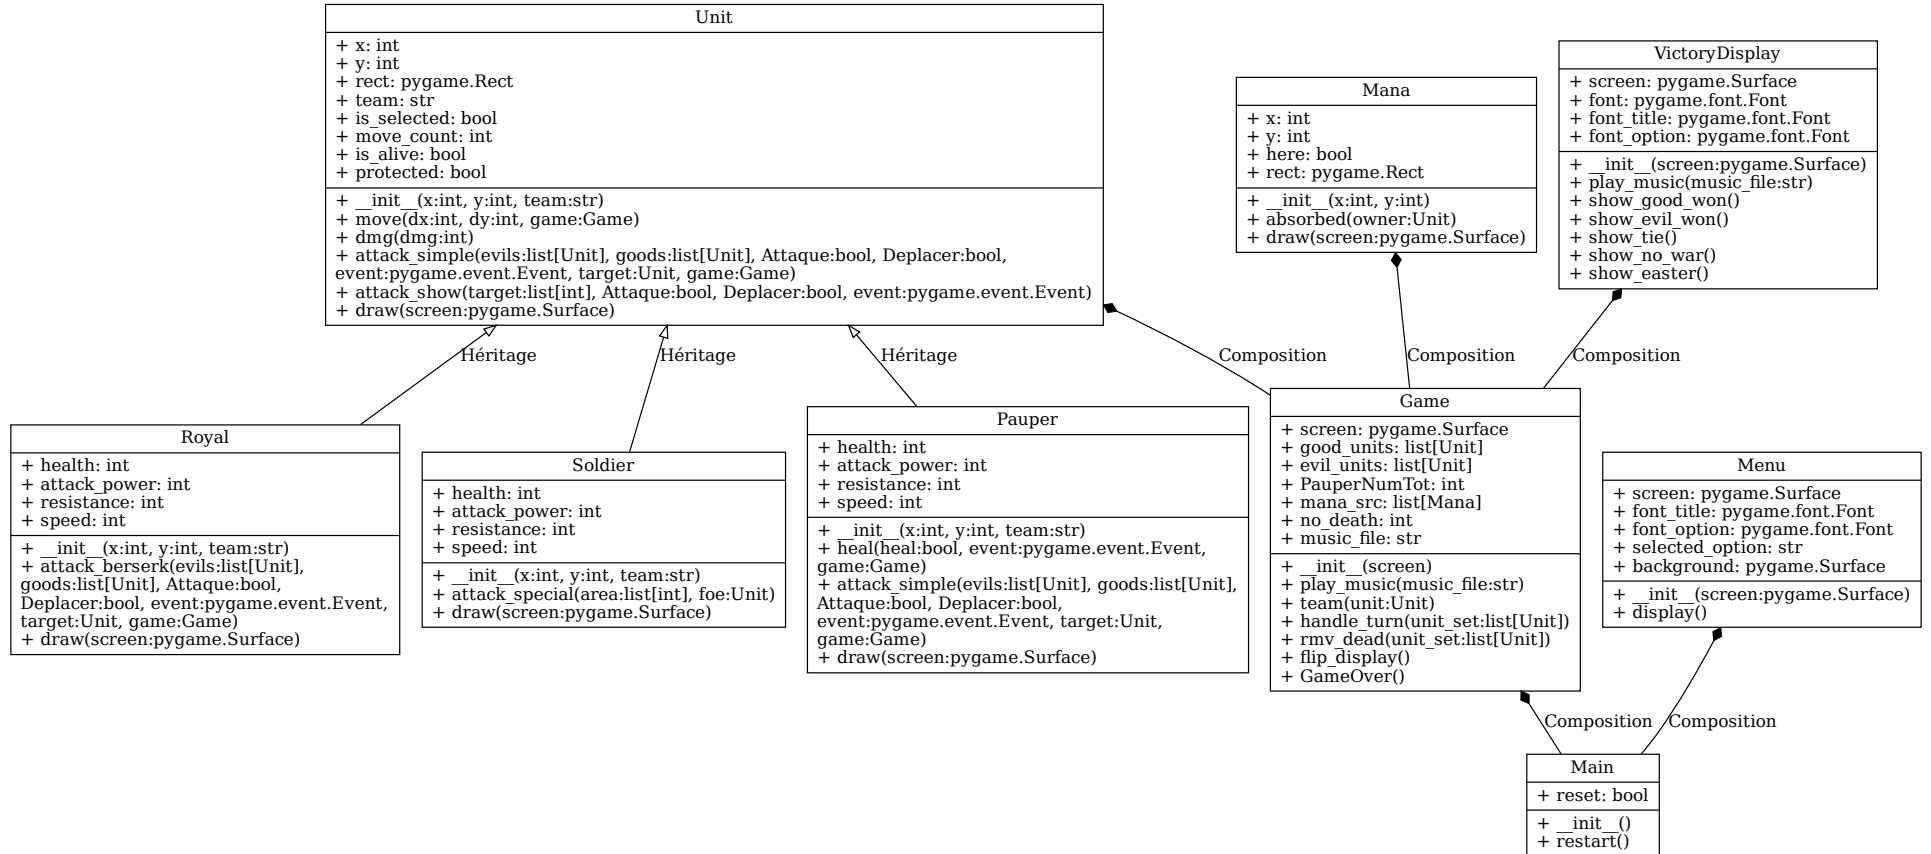 Unit
+ x: int
+ y: int
+ rect: pygame.Rect
+ team: str
+ is_selected: bool
+ move_count: int
+ is_alive: bool
+ protected: bool
+ __init__(x:int, y:int, team:str)
+ move(dx:int, dy:int, game:Game)
+ dmg(dmg:int)
+ attack_simple(evils:list[Unit], goods:list[Unit], Attaque:bool, Deplacer:bool,
event:pygame.event.Event, target:Unit, game:Game)
+ attack_show(target:list[int], Attaque:bool, Deplacer:bool, event:pygame.event.Event)
+ draw(screen:pygame.Surface)
Mana
+ x: int
+ y: int
+ here: bool
+ rect: pygame.Rect
+ __init__(x:int, y:int)
+ absorbed(owner:Unit)
+ draw(screen:pygame.Surface)
VictoryDisplay
+ screen: pygame.Surface
+ font: pygame.font.Font
+ font_title: pygame.font.Font
+ font_option: pygame.font.Font
+ __init__(screen:pygame.Surface)
+ play_music(music_file:str)
+ show_good_won()
+ show_evil_won()
+ show_tie()
+ show_no_war()
+ show_easter()
Héritage
Héritage
Héritage
Composition
Composition
Composition
Royal
+ health: int
+ attack_power: int
+ resistance: int
+ speed: int
+ __init__(x:int, y:int, team:str)
+ attack_berserk(evils:list[Unit],
goods:list[Unit], Attaque:bool,
Deplacer:bool, event:pygame.event.Event,
target:Unit, game:Game)
+ draw(screen:pygame.Surface)
Soldier
+ health: int
+ attack_power: int
+ resistance: int
+ speed: int
+ __init__(x:int, y:int, team:str)
+ attack_special(area:list[int], foe:Unit)
+ draw(screen:pygame.Surface)
Pauper
+ health: int
+ attack_power: int
+ resistance: int
+ speed: int
+ __init__(x:int, y:int, team:str)
+ heal(heal:bool, event:pygame.event.Event,
game:Game)
+ attack_simple(evils:list[Unit], goods:list[Unit],
Attaque:bool, Deplacer:bool,
event:pygame.event.Event, target:Unit,
game:Game)
+ draw(screen:pygame.Surface)
Game
+ screen: pygame.Surface
+ good_units: list[Unit]
+ evil_units: list[Unit]
+ PauperNumTot: int
+ mana_src: list[Mana]
+ no_death: int
+ music_file: str
+ __init__(screen)
+ play_music(music_file:str)
+ team(unit:Unit)
+ handle_turn(unit_set:list[Unit])
+ rmv_dead(unit_set:list[Unit])
+ flip_display()
+ GameOver()
Menu
+ screen: pygame.Surface
+ font_title: pygame.font.Font
+ font_option: pygame.font.Font
+ selected_option: str
+ background: pygame.Surface
+ __init__(screen:pygame.Surface)
+ display()
Composition
Composition
Main
+ reset: bool
+ __init__()
+ restart()